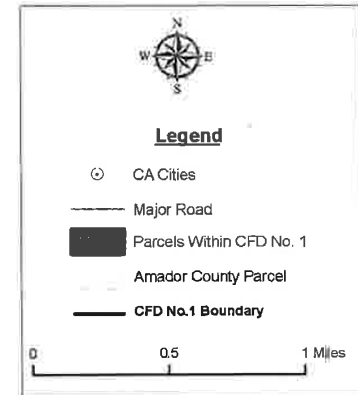 N
W E
S
Legend
CA Cities
Major Road
Parcels Within CFD No. 1
Amador County Parcel
CFD No.1 Boundary
0 0.5 1 Miles